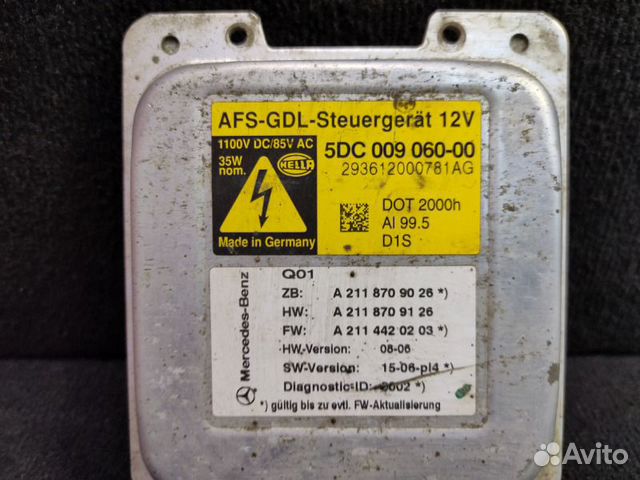 AFS-GDL-Steuergerät 12V
1100V DC/85V AC
35W
nom.
HELLA
Made in Germany
5DC 009 060-00
293612000781AG
DOT 2000h
Al 99.5
D1S
Mercedes-Benz
Q01
ZB: A 211 870 90 26 *)
HW: A 211 870 91 26
FW: A 211 442 02 03 *)
HW-Version: 06-06
SW-Version: 15-06-pl4 *)
Diagnostic-ID: *)
*) gültig bis zu evtl. FW-Aktualisierung
Avito